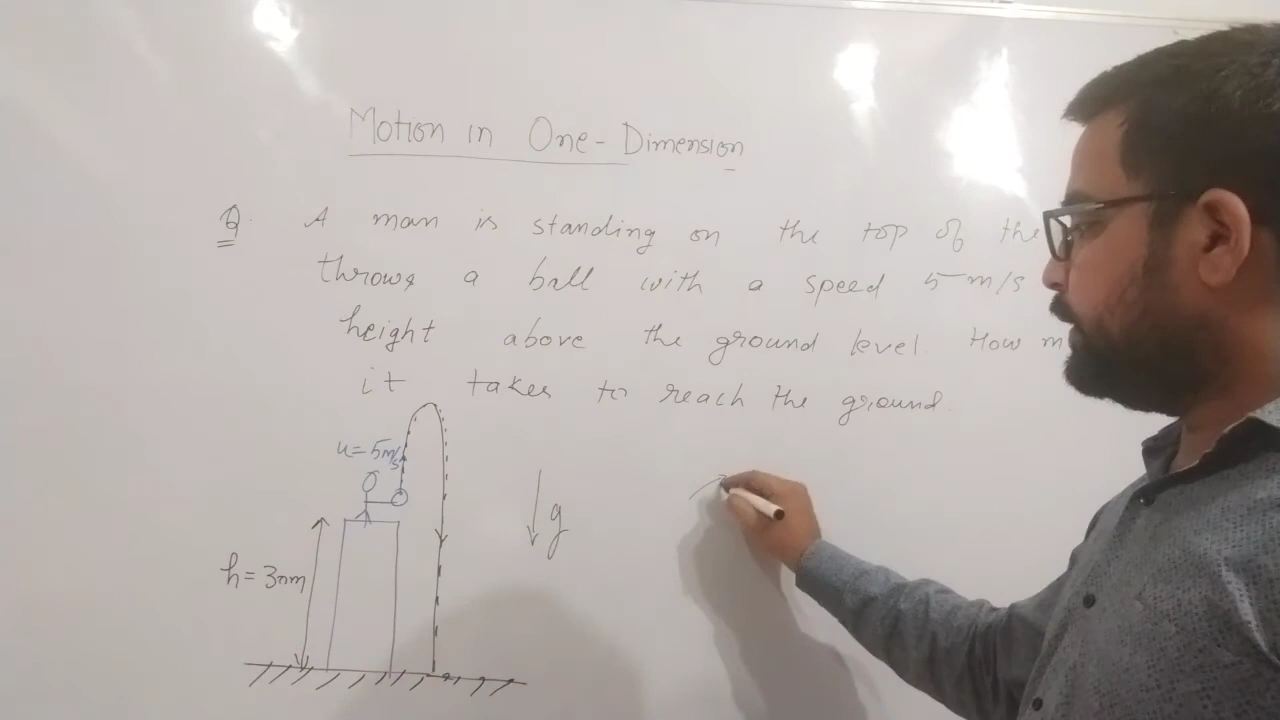 Motion in One-Dimension
Q. A man is standing on the top of the
throws a ball with a speed 5 m/s
height above the ground level. How m
it takes to reach the ground.
u = 5m/s
g
h = 30m